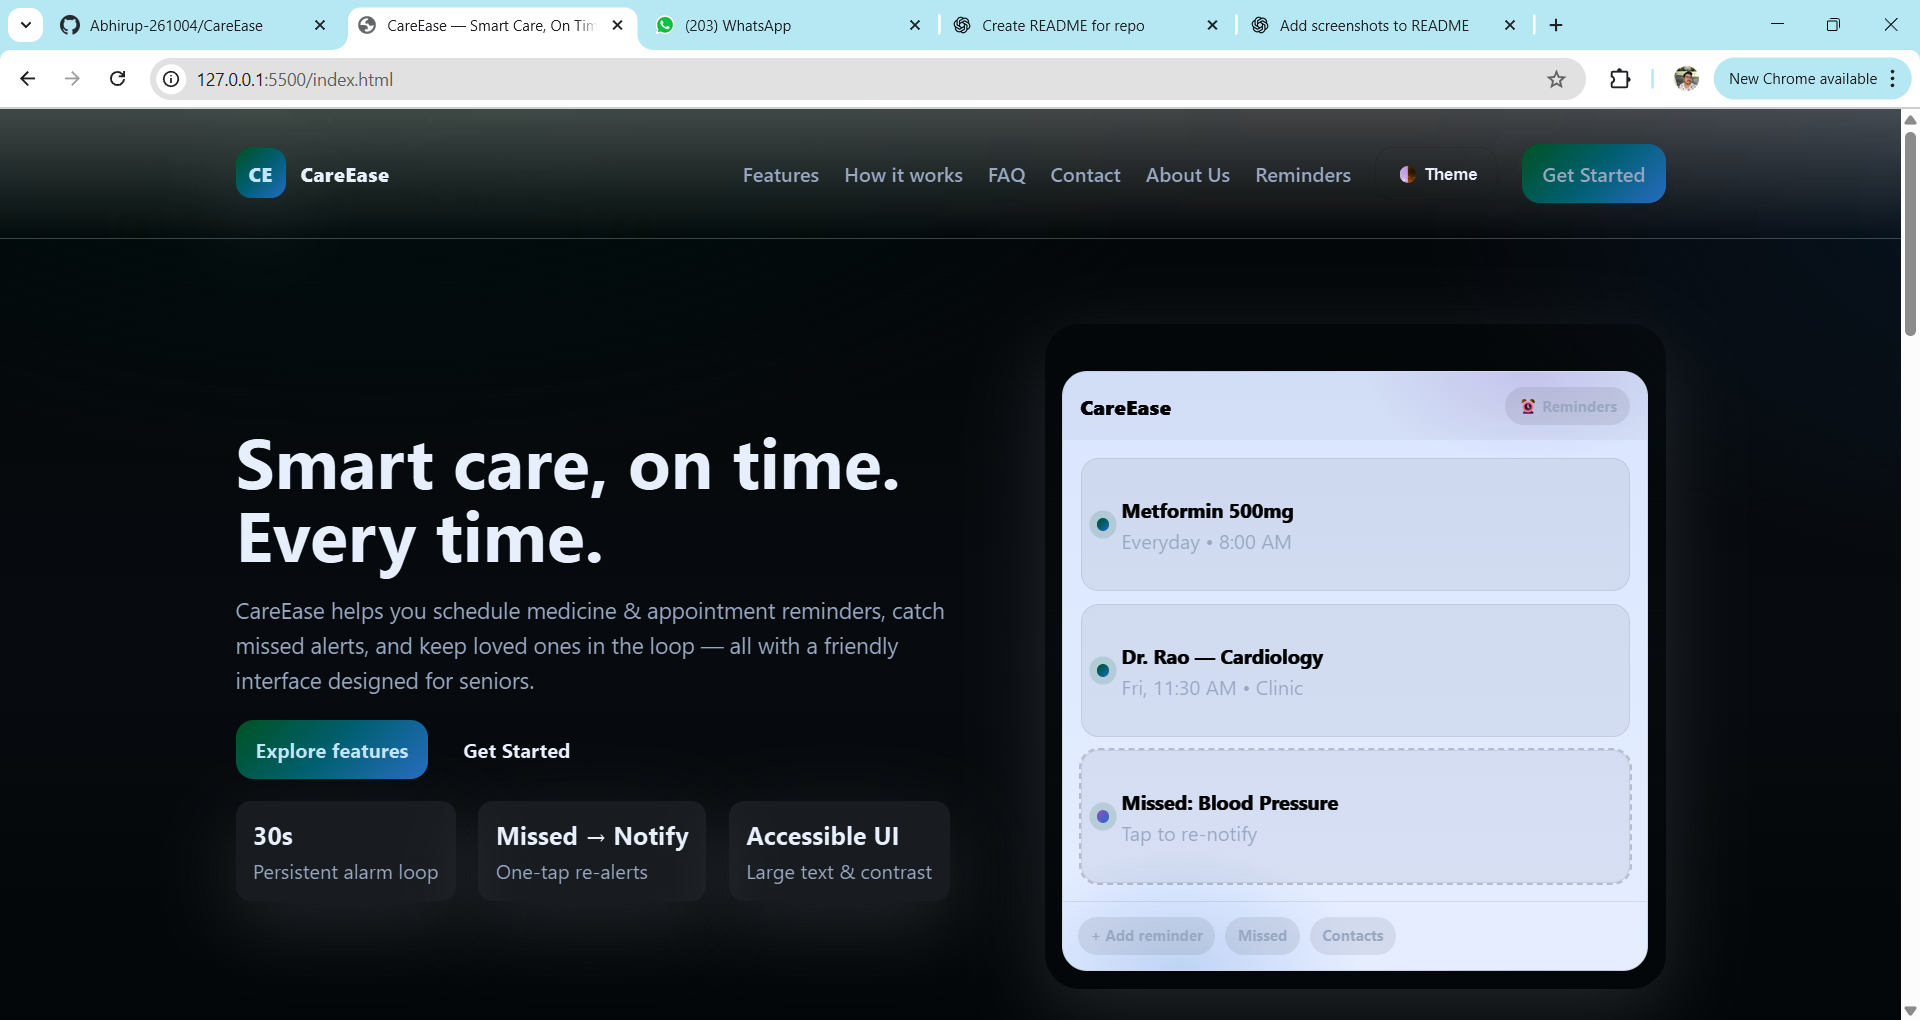 Abhirup-261004/CareEase
CareEase — Smart Care, On Tim
(203) WhatsApp
Create README for repo
Add screenshots to README
127.0.0.1:5500/index.html
New Chrome available
CE
CareEase
Features
How it works
FAQ
Contact
About Us
Reminders
Theme
Get Started
Smart care, on time.
Every time.
CareEase helps you schedule medicine & appointment reminders, catch
missed alerts, and keep loved ones in the loop — all with a friendly
interface designed for seniors.
Explore features
Get Started
30s
Persistent alarm loop
Missed → Notify
One-tap re-alerts
Accessible UI
Large text & contrast
CareEase
Reminders
Metformin 500mg
Everyday • 8:00 AM
Dr. Rao — Cardiology
Fri, 11:30 AM • Clinic
Missed: Blood Pressure
Tap to re-notify
+ Add reminder
Missed
Contacts